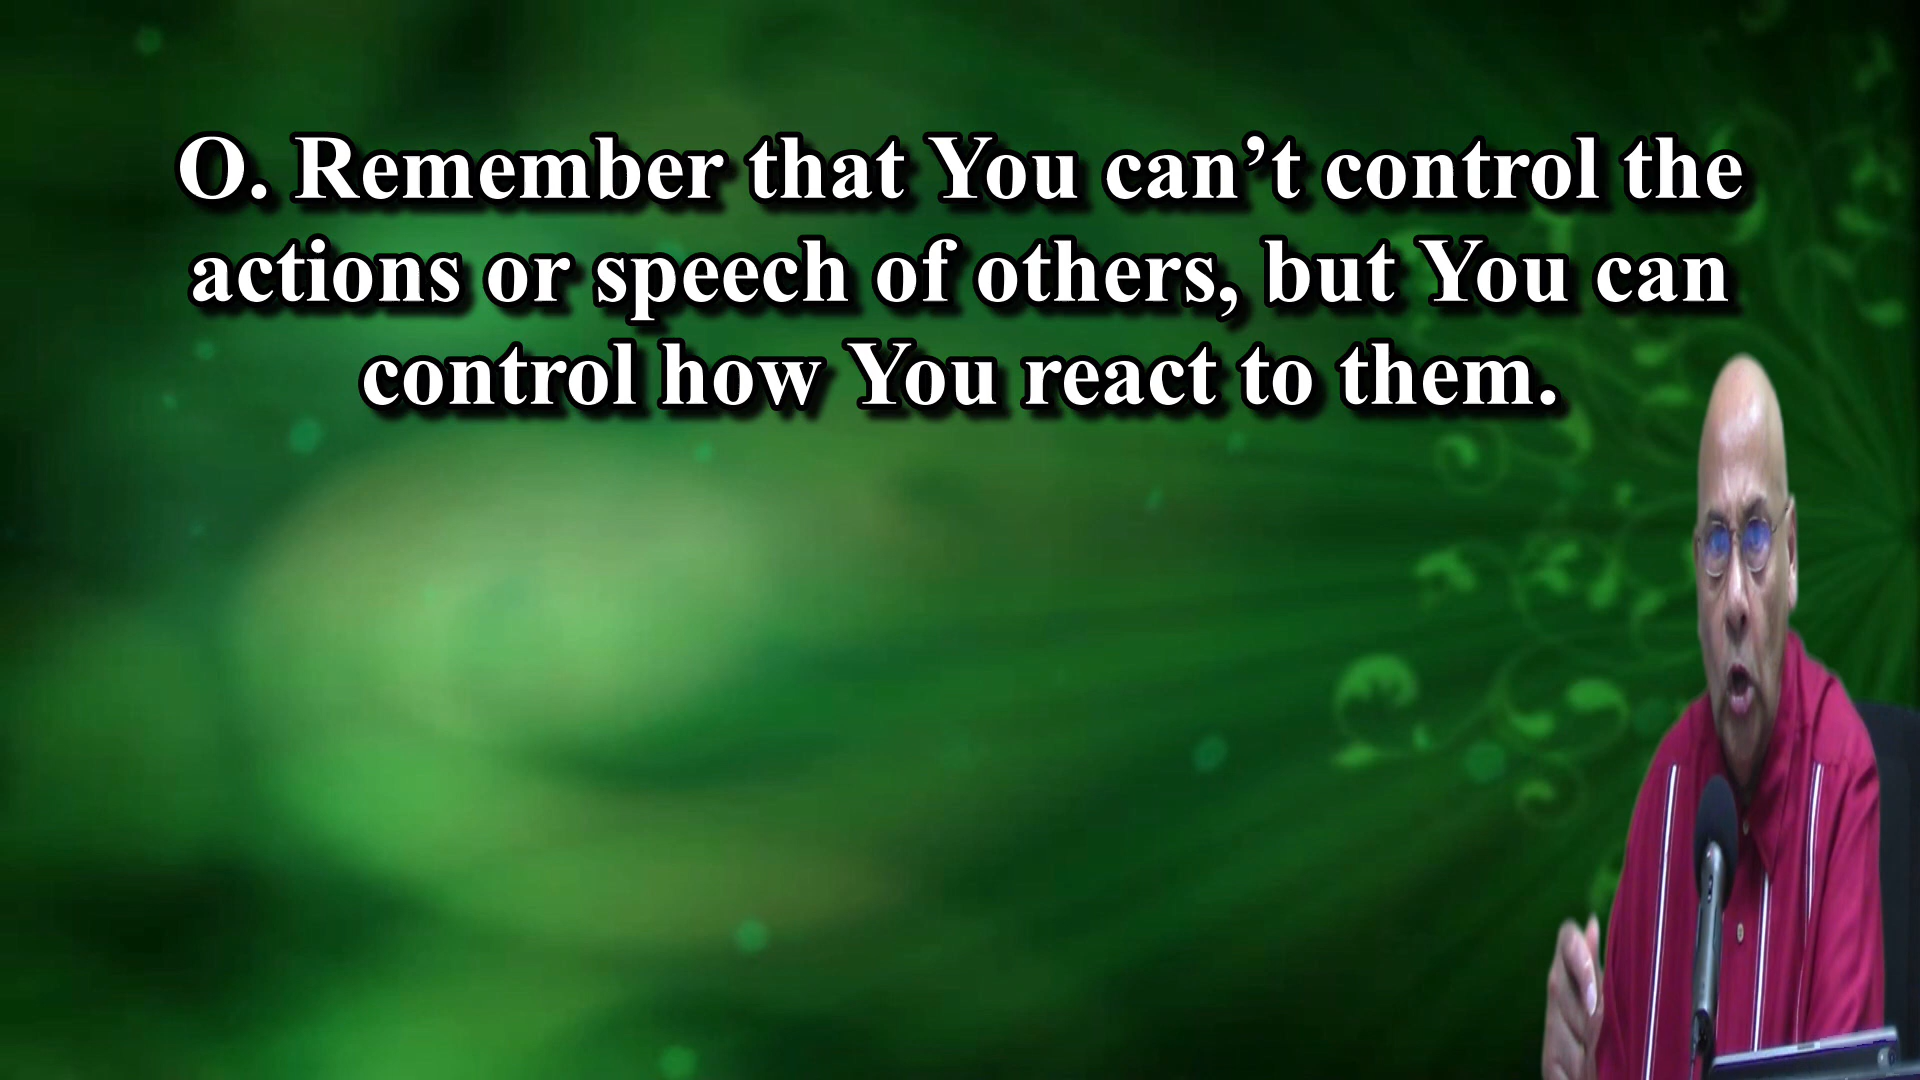 O. Remember that You can’t control the
actions or speech of others, but You can
control how You react to them.